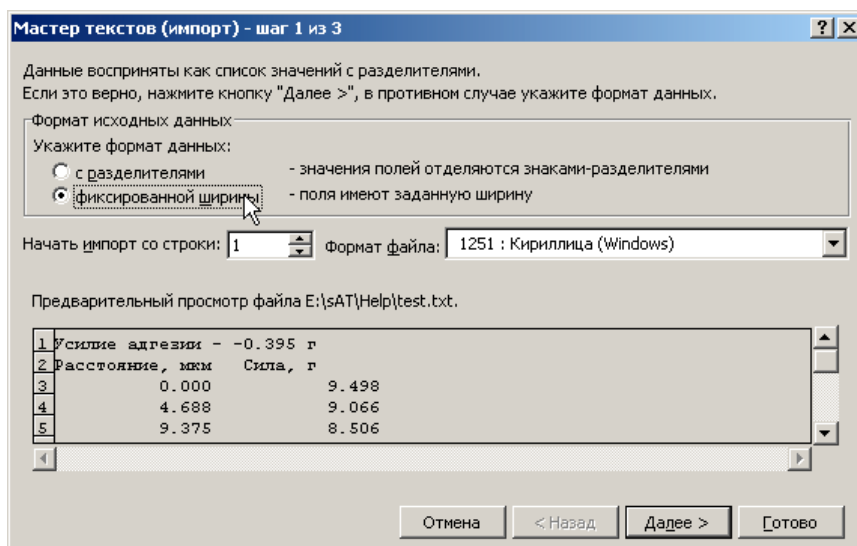 Мастер текстов (импорт) - шаг 1 из 3
Данные восприняты как список значений с разделителями.
Если это верно, нажмите кнопку "Далее >", в противном случае укажите формат данных.
Формат исходных данных
Укажите формат данных:
с разделителями - значения полей отделяются знаками-разделителями
фиксированной ширины - поля имеют заданную ширину
Начать импорт со строки: 1 Формат файла: 1251 : Кириллица (Windows)
Предварительный просмотр файла E:\sAT\Help\test.txt.
1 Усилие адгезии - -0.395 г
2 Расстояние, мкм Сила, г
3 0.000 9.498
4 4.688 9.066
5 9.375 8.506
Отмена < Назад Далее > Готово